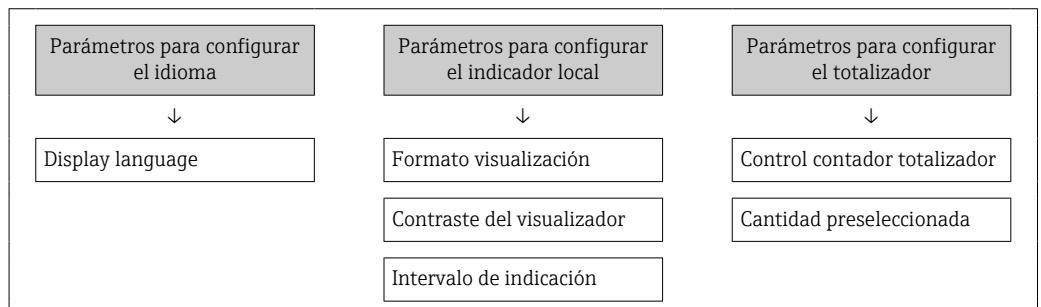 Parámetros para configurar
el idioma
↓
Display language
Parámetros para configurar
el indicador local
↓
Formato visualización
Contraste del visualizador
Intervalo de indicación
Parámetros para configurar
el totalizador
↓
Control contador totalizador
Cantidad preseleccionada